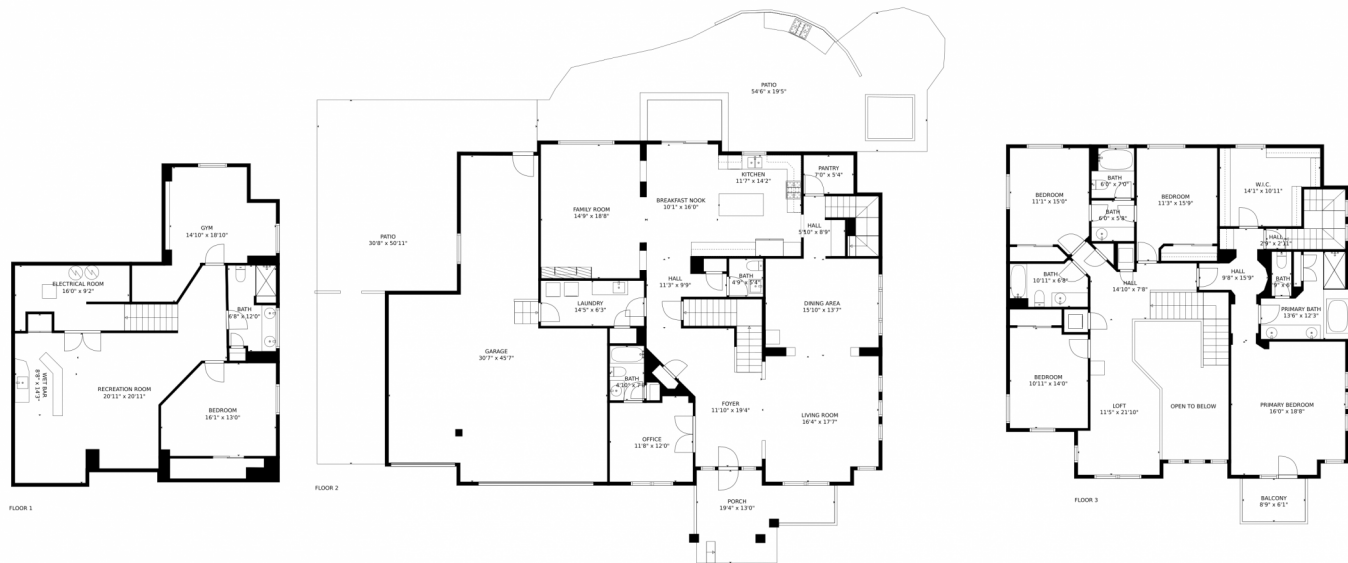 GYM
14'10" x 18'10"
ELECTRICAL ROOM
16'0" x 9'2"
BATH
6'8" x 12'0"
WET BAR
8'8" x 14'3"
RECREATION ROOM
20'11" x 20'11"
BEDROOM
16'1" x 13'0"
FLOOR 1
PATIO
54'6" x 19'5"
KITCHEN
11'7" x 14'2"
PANTRY
7'0" x 5'4"
FAMILY ROOM
14'9" x 18'8"
BREAKFAST NOOK
10'1" x 16'0"
HALL
5'10" x 8'9"
PATIO
30'8" x 50'11"
HALL
11'3" x 9'9"
BATH
4'9" x 5'4"
LAUNDRY
14'5" x 6'3"
DINING AREA
15'10" x 13'7"
GARAGE
30'7" x 45'7"
BATH
FOYER
11'10" x 19'4"
LIVING ROOM
16'4" x 17'7"
OFFICE
11'8" x 12'0"
PORCH
19'4" x 13'0"
FLOOR 2
BEDROOM
11'1" x 15'0"
BATH
6'0" x 7'0"
BATH
6'0" x 5'8"
BEDROOM
11'3" x 15'9"
W.I.C.
14'1" x 10'11"
HALL
2'9" x 2'11"
BATH
10'11" x 6'8"
HALL
14'10" x 7'8"
HALL
9'8" x 15'9"
BATH
PRIMARY BATH
13'6" x 12'3"
BEDROOM
10'11" x 14'0"
LOFT
11'5" x 21'10"
OPEN TO BELOW
PRIMARY BEDROOM
16'0" x 18'8"
BALCONY
8'9" x 6'1"
FLOOR 3